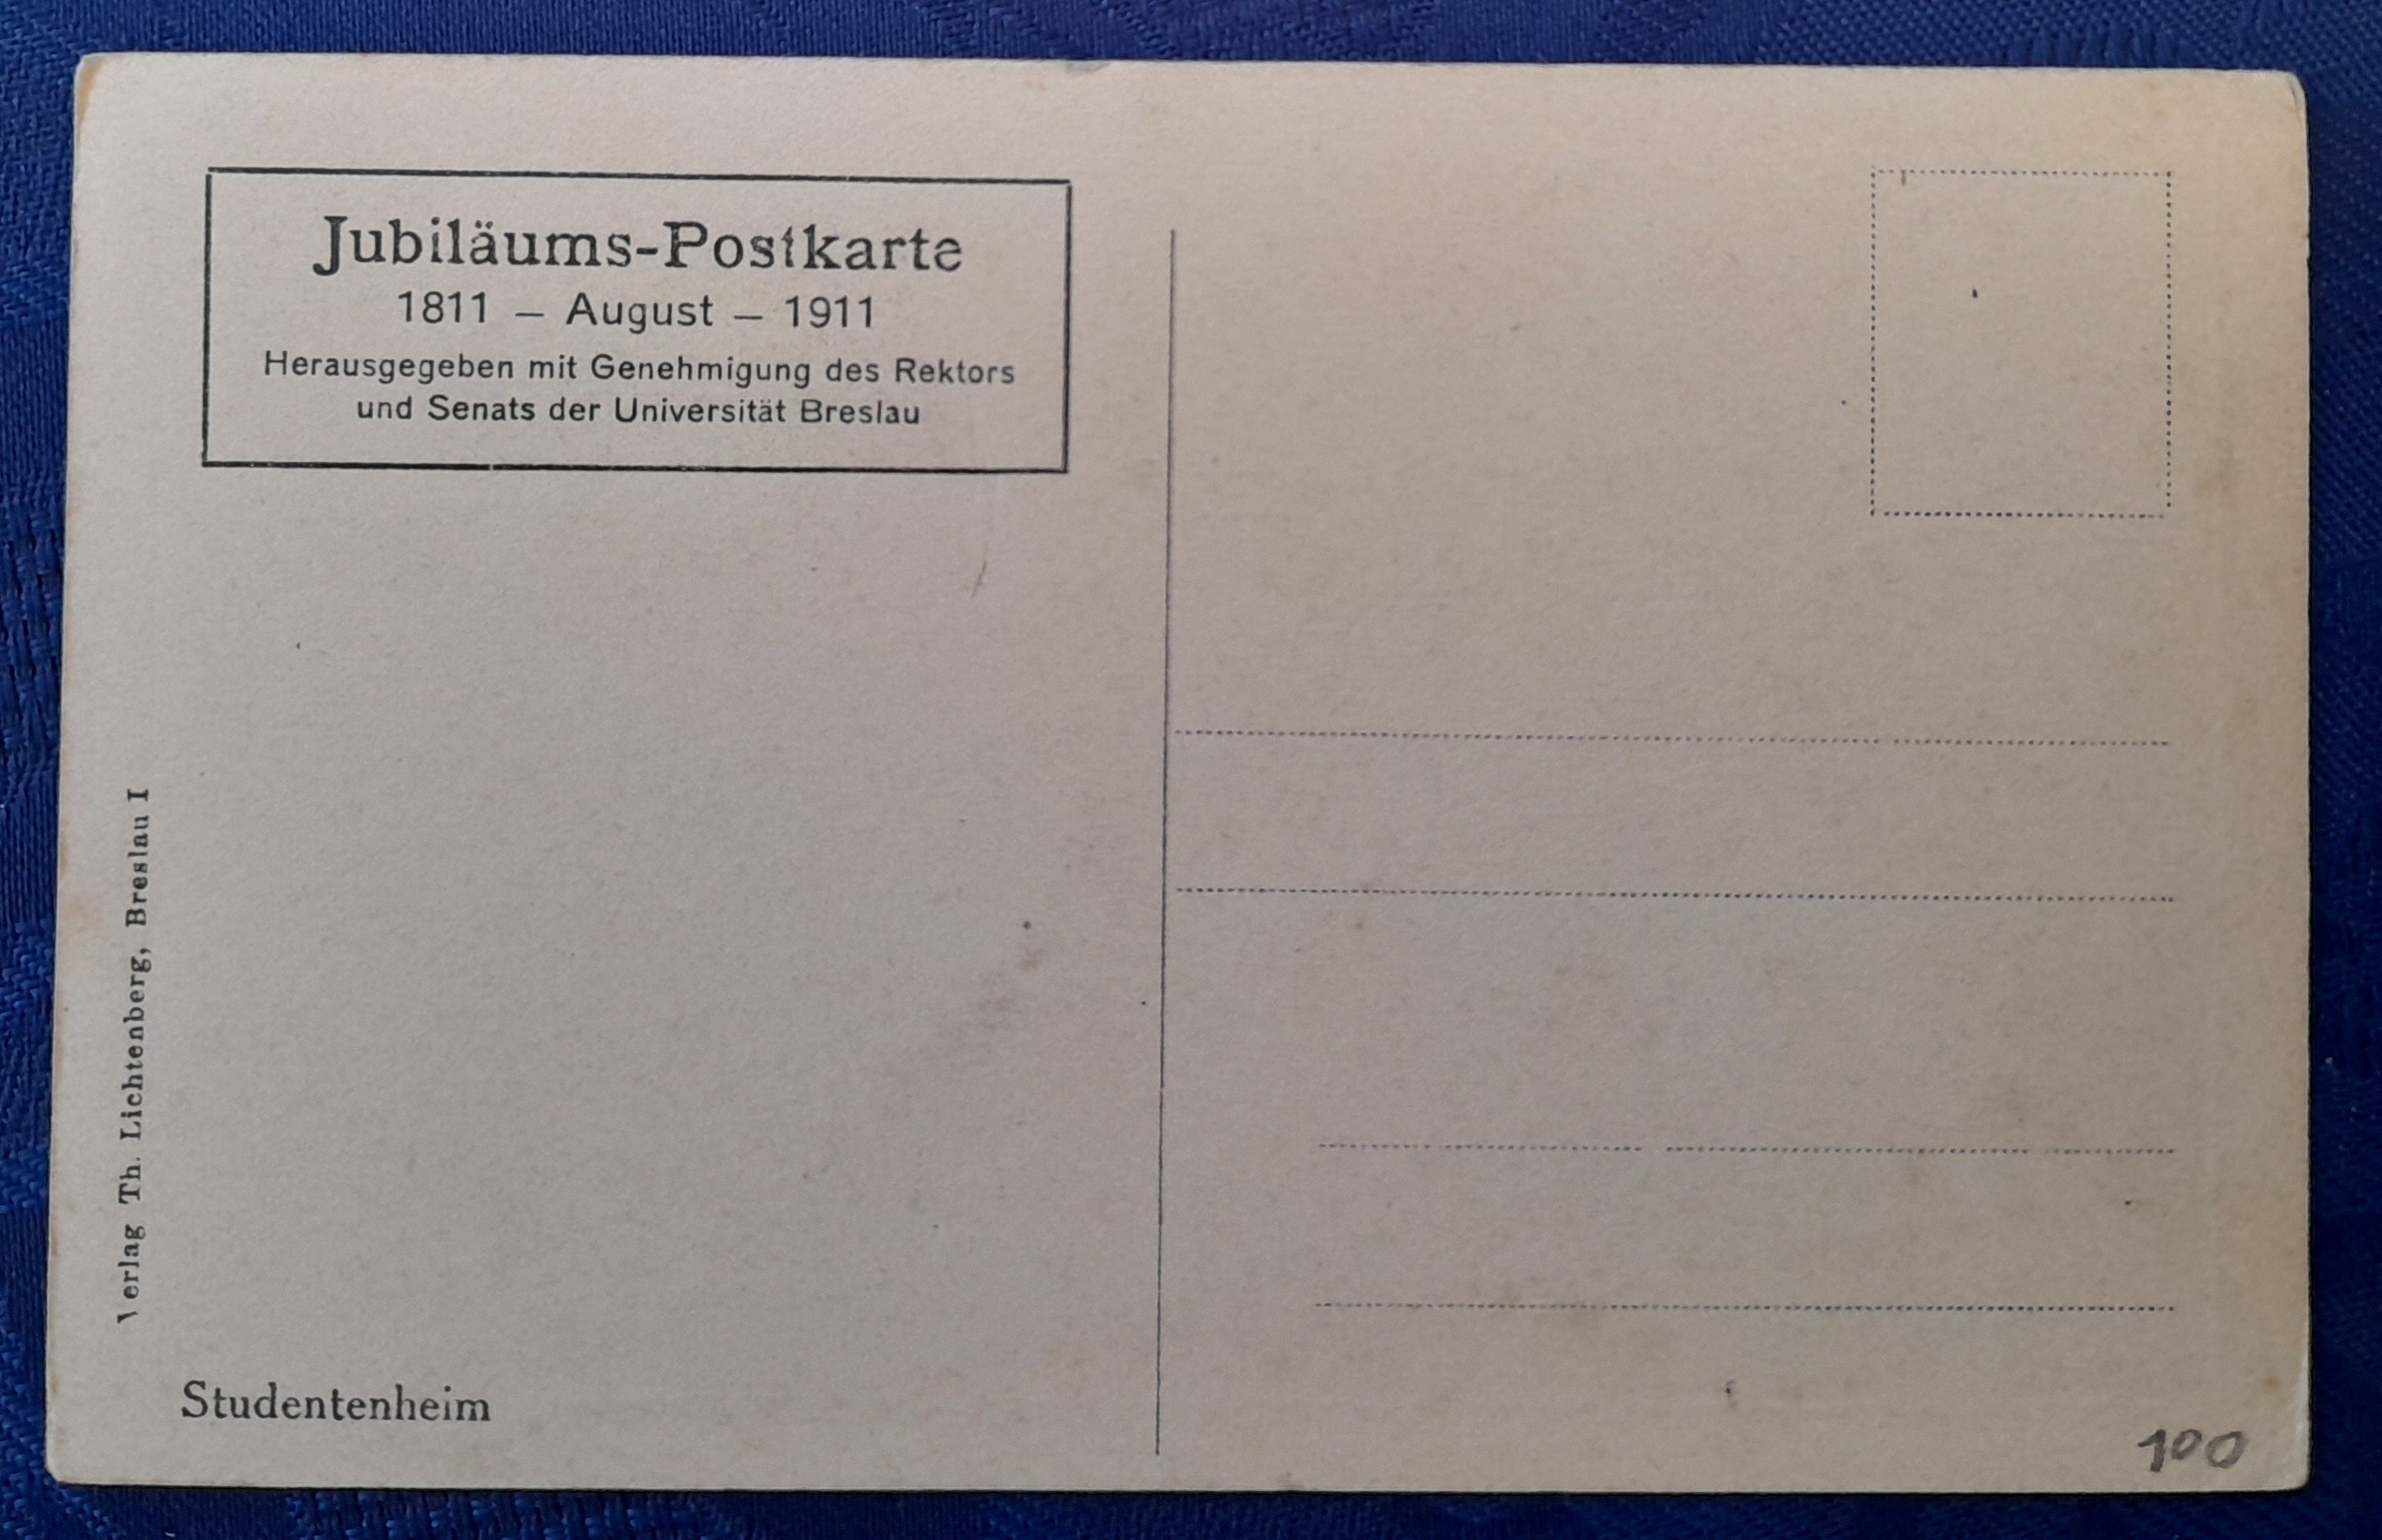 Jubiläums-Postkarte
1811 – August – 1911
Herausgegeben mit Genehmigung des Rektors
und Senats der Universität Breslau
Verlag Th. Lichtenberg, Breslau I
Studentenheim
100